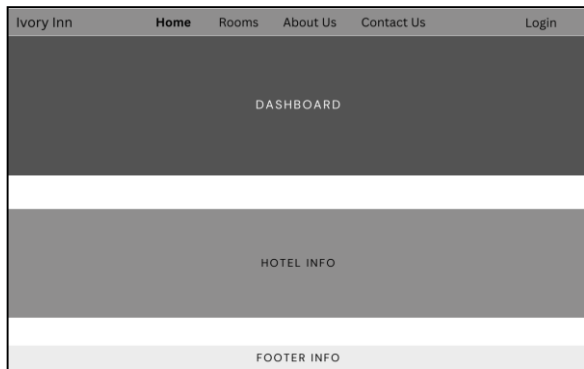 Ivory Inn Home Rooms About Us Contact Us Login
DASHBOARD
HOTEL INFO
FOOTER INFO